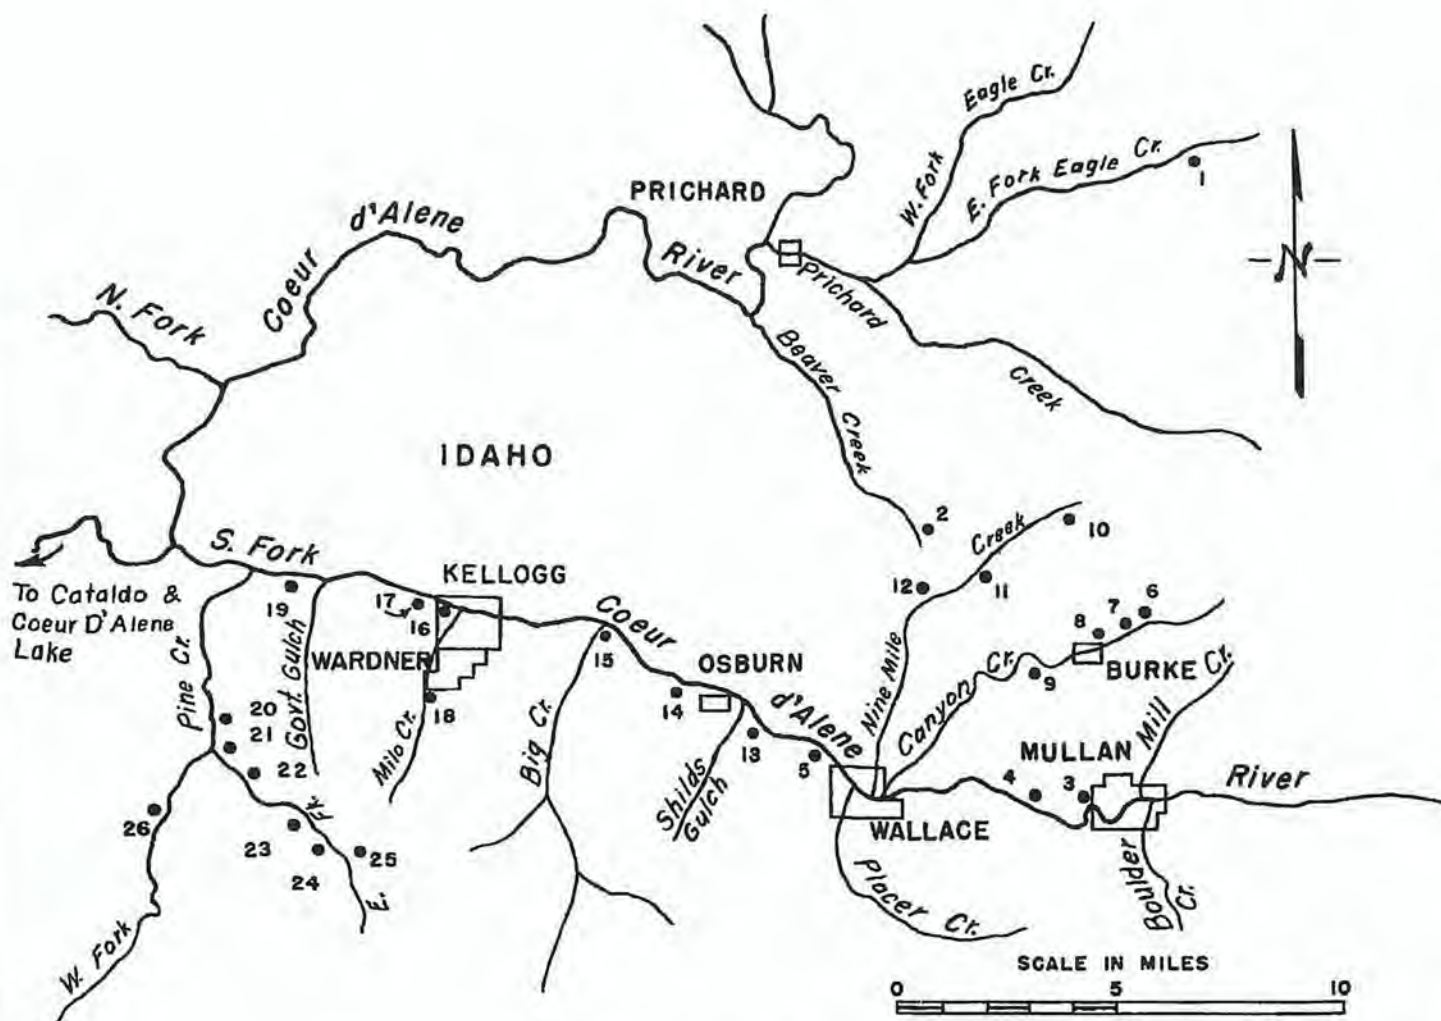 Eagle Cr.
W. Fork
E. Fork Eagle Cr.
1
PRICHARD
N
Coeur d'Alene River
N. Fork
Prichard Creek
Beaver Creek
IDAHO
2
10
Creek
S. Fork
KELLOGG
12
11
To Cataldo &
Coeur D'Alene
Lake
19
17
16
Coeur
6
7
8
WARDNER
15
OSBURN
BURKE
Pine Cr.
Govt. Gulch
18
14
d'Alene
Nine Mile
Canyon Cr.
9
Mill Cr.
20
21
Milo Cr.
Big Cr.
13
5
MULLAN
22
4
3
River
Shilds
Gulch
26
Fk.
WALLACE
23
25
24
E.
Placer Cr.
Boulder
Cr.
W. Fork
SCALE IN MILES
0 5 10